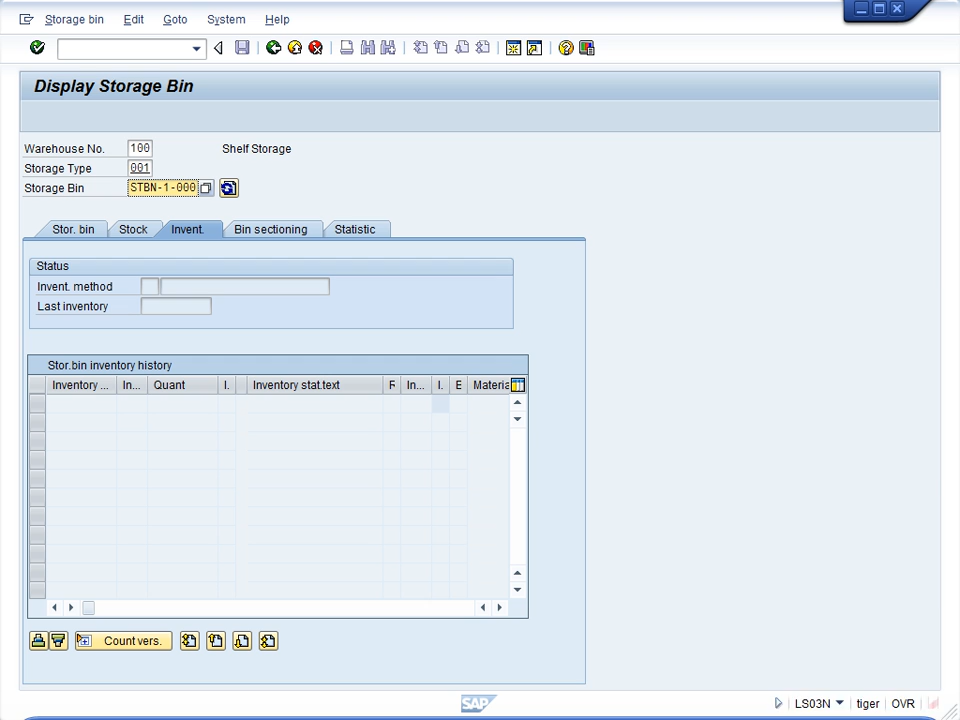 Storage bin Edit Goto System Help
Display Storage Bin
Warehouse No. 100 Shelf Storage
Storage Type 001
Storage Bin STBN-1-000
Stor. bin Stock Invent. Bin sectioning Statistic
Status
Invent. method
Last inventory
Stor.bin inventory history
Inventory ... In... Quant I. Inventory stat.text F In... I. E Materia
Count vers.
SAP LS03N tiger OVR